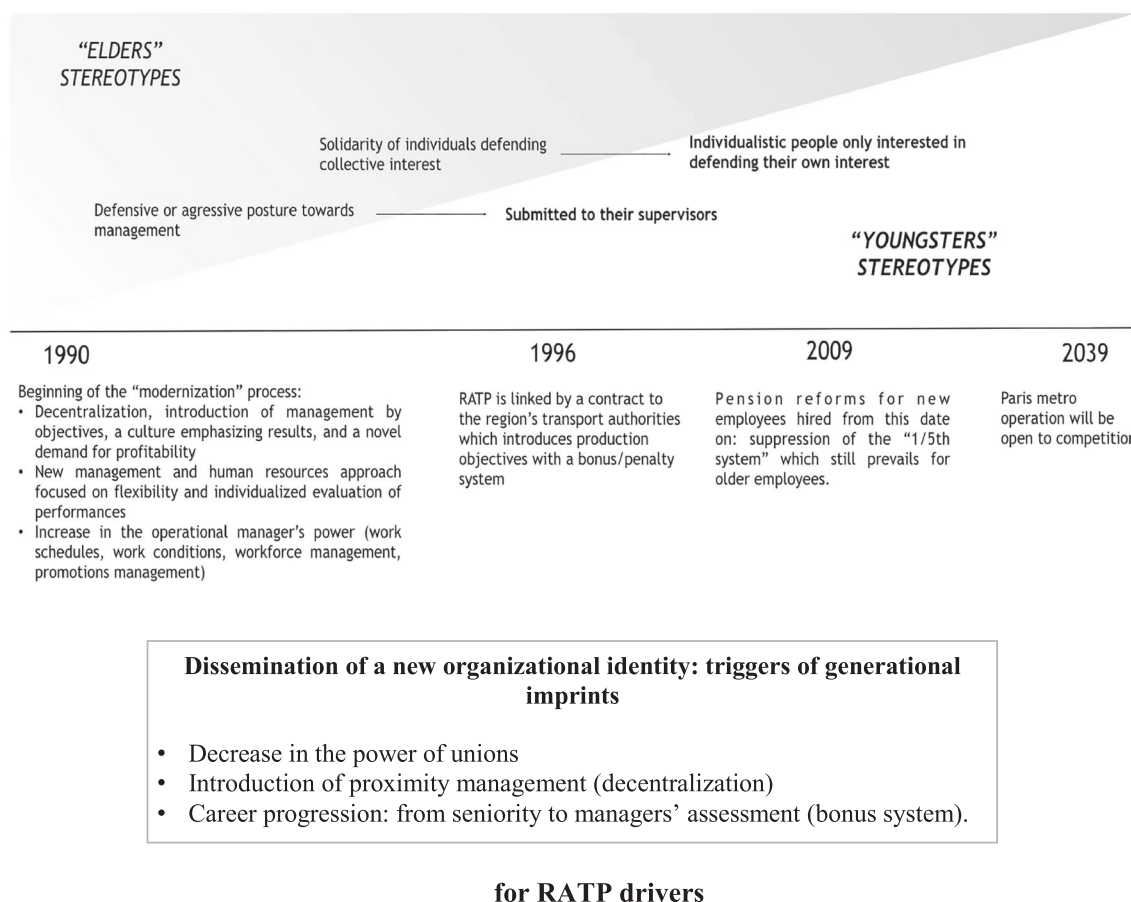 “ELDERS”
STEREOTYPES
Solidarity of individuals defending
collective interest
Individualistic people only interested in
defending their own interest
Defensive or agressive posture towards
management
Submitted to their supervisors
“YOUNGSTERS”
STEREOTYPES
1990
Beginning of the “modernization” process:
• Decentralization, introduction of management by
objectives, a culture emphasizing results, and a novel
demand for profitability
• New management and human resources approach
focused on flexibility and individualized evaluation of
performances
• Increase in the operational manager’s power (work
schedules, work conditions, workforce management,
promotions management)
1996
RATP is linked by a contract to
the region’s transport authorities
which introduces production
objectives with a bonus/penalty
system
2009
Pension reforms for new
employees hired from this date
on: suppression of the “1/5th
system” which still prevails for
older employees.
2039
Paris metro
operation will be
open to competition
Dissemination of a new organizational identity: triggers of generational
imprints
• Decrease in the power of unions
• Introduction of proximity management (decentralization)
• Career progression: from seniority to managers’ assessment (bonus system).
for RATP drivers